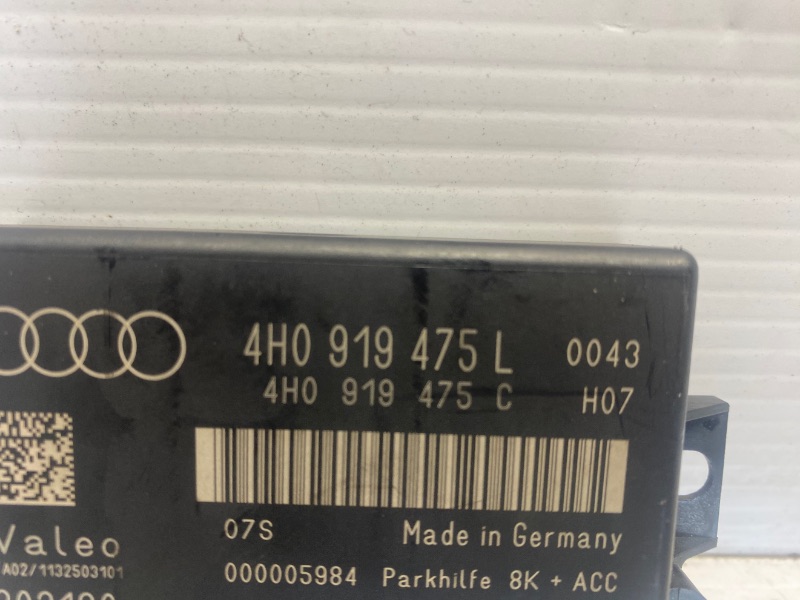 4H0 919 475 L 0043
4H0 919 475 C H07
07S Made in Germany
Valeo
A02/1132503101
000005984 Parkhilfe 8K + ACC